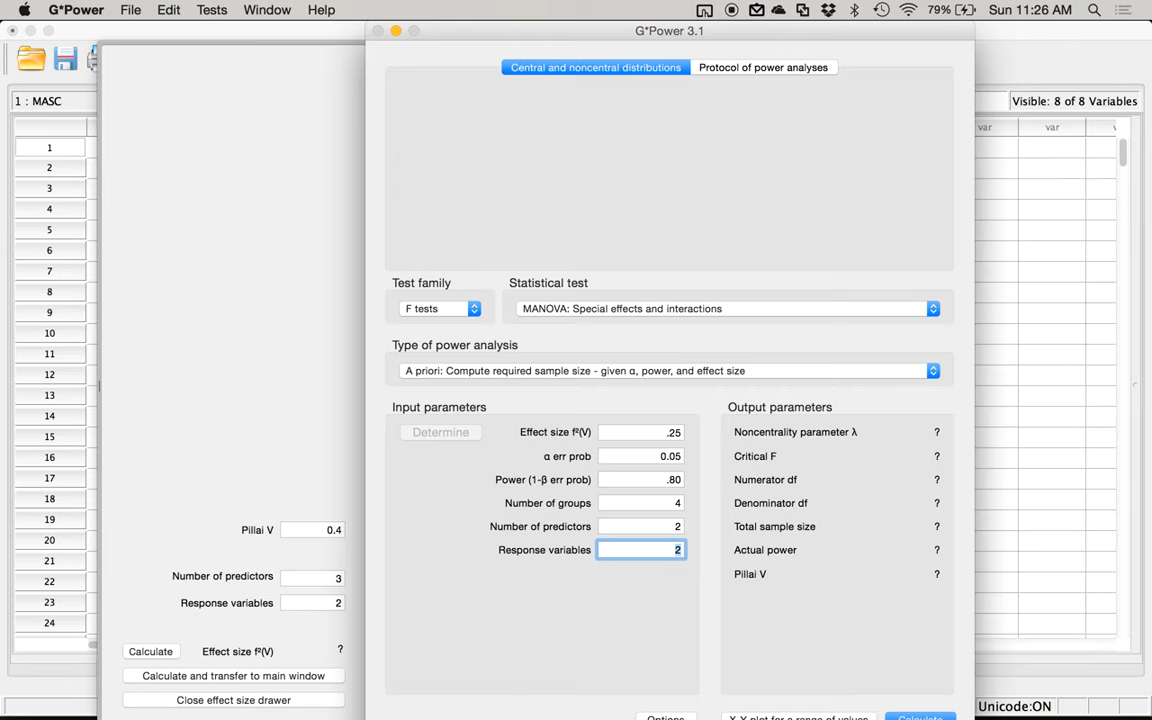 G*Power File Edit Tests Window Help 79% Sun 11:26 AM
G*Power 3.1
Central and noncentral distributions Protocol of power analyses
1 : MASC Visible: 8 of 8 Variables
var var
1
2
3
4
5
6
7
8
9
10
11
12
13
14
15
16
17
18
19
20
21
22
23
24
Test family Statistical test
F tests MANOVA: Special effects and interactions
Type of power analysis
A priori: Compute required sample size - given α, power, and effect size
Input parameters Output parameters
Determine Effect size f²(V) .25 Noncentrality parameter λ ?
α err prob 0.05 Critical F ?
Power (1-β err prob) .80 Numerator df ?
Number of groups 4 Denominator df ?
Number of predictors 2 Total sample size ?
Response variables 2 Actual power ?
Pillai V ?
Pillai V 0.4
Number of predictors 3
Response variables 2
Calculate Effect size f²(V) ?
Calculate and transfer to main window
Close effect size drawer
Options X-Y plot for a range of values Calculate
Unicode:ON